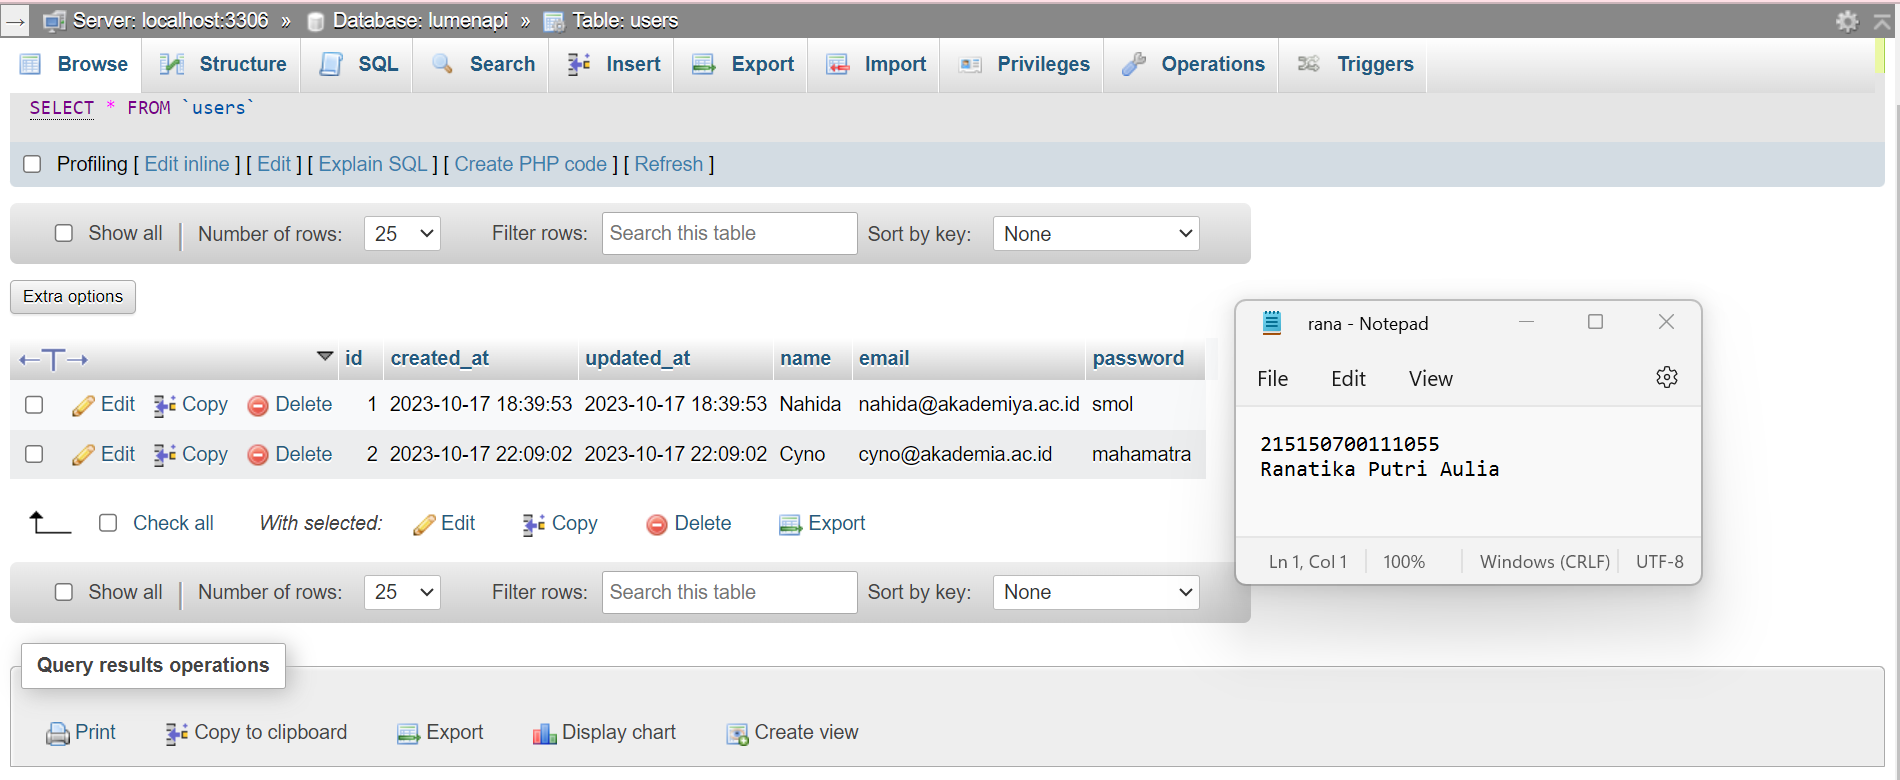 Server: localhost:3306 » Database: lumenapi » Table: users
Browse Structure SQL Search Insert Export Import Privileges Operations Triggers
SELECT * FROM `users`
Profiling [ Edit inline ] [ Edit ] [ Explain SQL ] [ Create PHP code ] [ Refresh ]
Show all Number of rows: 25 Filter rows: Search this table Sort by key: None
Extra options
id created_at updated_at name email password
Edit Copy Delete 1 2023-10-17 18:39:53 2023-10-17 18:39:53 Nahida nahida@akademiya.ac.id smol
Edit Copy Delete 2 2023-10-17 22:09:02 2023-10-17 22:09:02 Cyno cyno@akademia.ac.id mahamatra
Check all With selected: Edit Copy Delete Export
Show all Number of rows: 25 Filter rows: Search this table Sort by key: None
Query results operations
Print Copy to clipboard Export Display chart Create view
rana - Notepad
File Edit View
215150700111055
Ranatika Putri Aulia
Ln 1, Col 1 100% Windows (CRLF) UTF-8